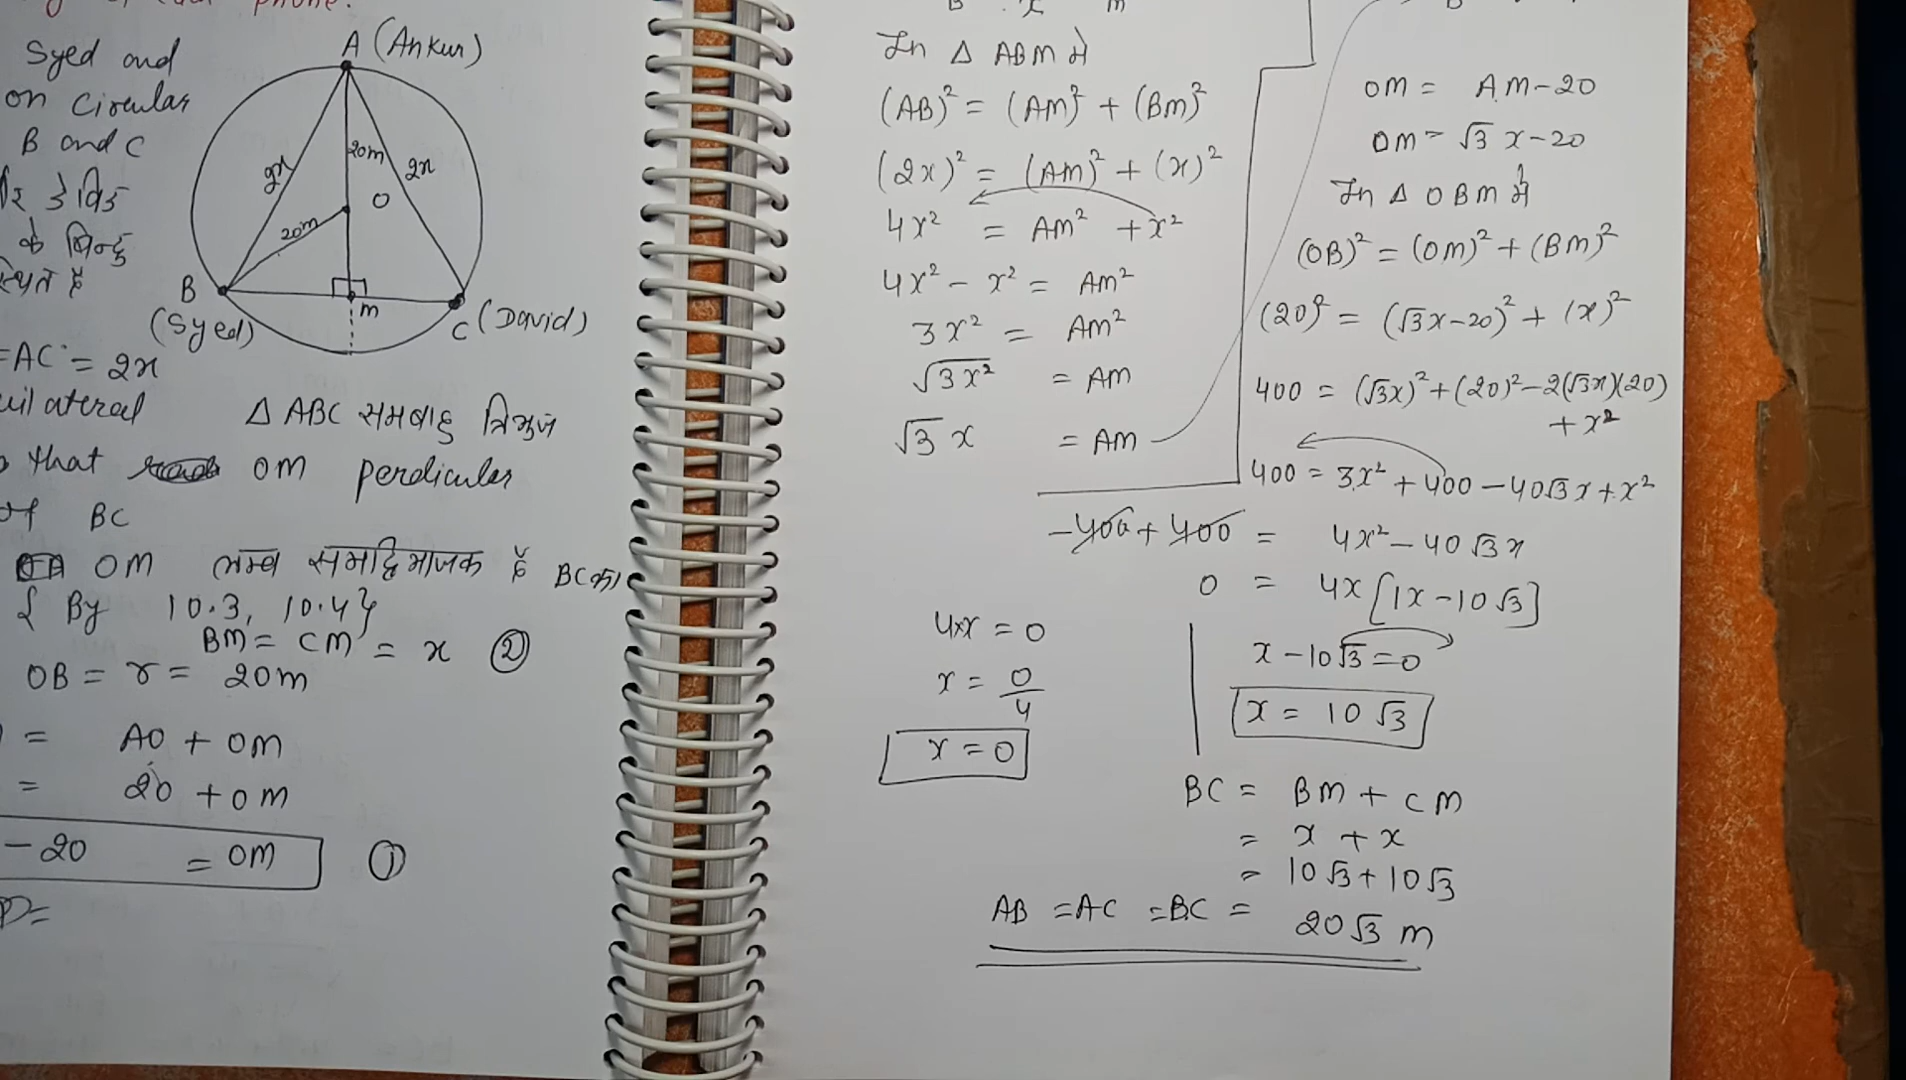 phone.
Syed and
on Circular
B and C
के बिन्दु
A (Ankur)
2x
20m
2x
20m
O
B
(Syed)
m
C (David)
=AC = 2x
Δ ABC समबाहु त्रिभुज
that OM perdicular
of BC
OM लम्ब समद्विभाजक है BC का
{ By 10.3, 10.4}
BM = CM = x ②
OB = r = 20m
= AO + OM
= 20 + OM
- 20 = OM ①
B x m
In Δ ABM में
(AB)² = (AM)² + (BM)²
(2x)² = (AM)² + (x)²
4x² = AM² + x²
4x² - x² = AM²
3x² = AM²
√3x² = AM
√3 x = AM
OM = AM-20
OM = √3 x-20
In Δ OBM में
(OB)² = (OM)² + (BM)²
(20)² = (√3x-20)² + (x)²
400 = (√3x)² + (20)² - 2(√3x)(20)
+ x²
400 = 3x² + 400 - 40√3 x + x²
-400 + 400 = 4x² - 40√3 x
0 = 4x [1x - 10√3]
4x = 0
x = 0/4
x = 0
x - 10√3 = 0
x = 10√3
BC = BM + CM
= x + x
= 10√3 + 10√3
AB = AC = BC = 20√3 m